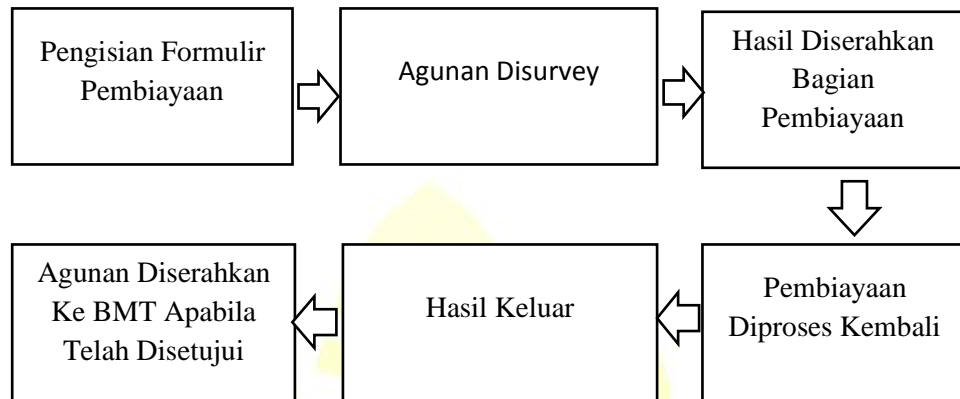 Pengisian Formulir
Pembiayaan
Agunan Disurvey
Hasil Diserahkan
Bagian
Pembiayaan
Pembiayaan
Diproses Kembali
Hasil Keluar
Agunan Diserahkan
Ke BMT Apabila
Telah Disetujui